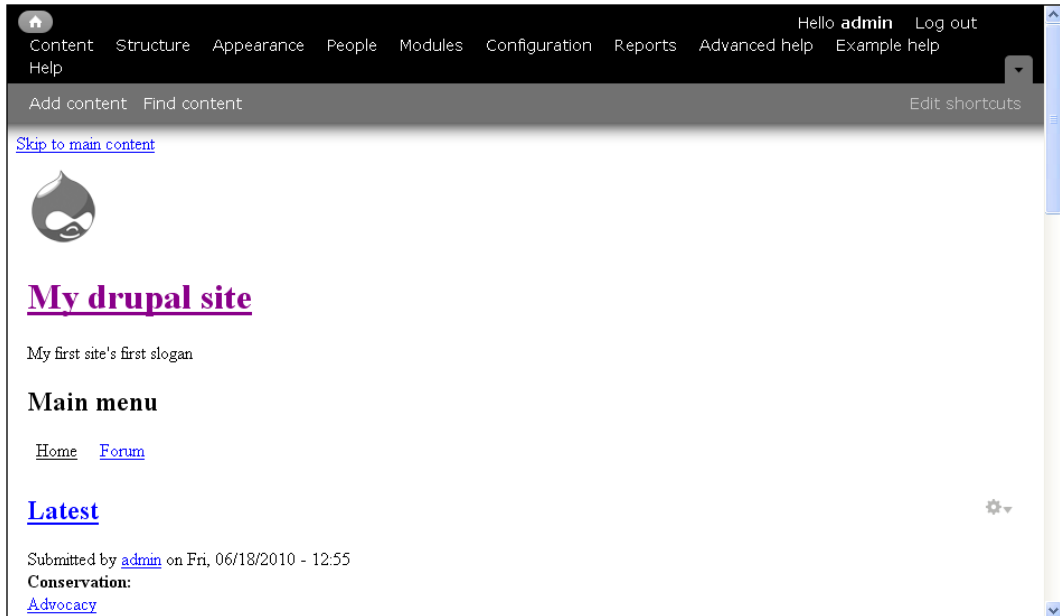 Hello admin Log out
Content Structure Appearance People Modules Configuration Reports Advanced help Example help
Help
Add content Find content Edit shortcuts
Skip to main content
My drupal site
My first site's first slogan
Main menu
Home Forum
Latest
Submitted by admin on Fri, 06/18/2010 - 12:55
Conservation:
Advocacy